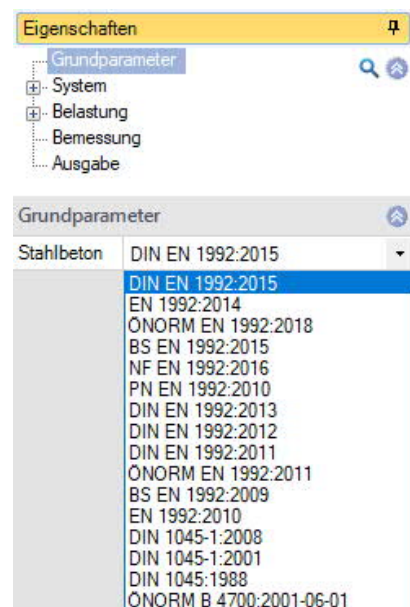 Eigenschaften
Grundparameter
System
Belastung
Bemessung
Ausgabe
Grundparameter
Stahlbeton DIN EN 1992:2015
DIN EN 1992:2015
EN 1992:2014
ÖNORM EN 1992:2018
BS EN 1992:2015
NF EN 1992:2016
PN EN 1992:2010
DIN EN 1992:2013
DIN EN 1992:2012
DIN EN 1992:2011
ÖNORM EN 1992:2011
BS EN 1992:2009
EN 1992:2010
DIN 1045-1:2008
DIN 1045-1:2001
DIN 1045:1988
ÖNORM B 4700:2001-06-01